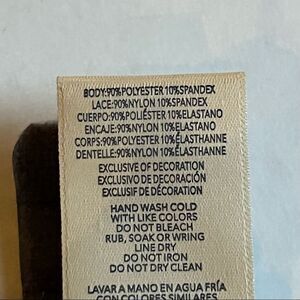 BODY:90%POLYESTER 10%SPANDEX
LACE:90%NYLON 10%SPANDEX
CUERPO:90%POLIÉSTER 10%ELASTANO
ENCAJE:90%NYLON 10%ELASTANO
CORPS:90%POLYESTER 10%ÉLASTHANNE
DENTELLE:90%NYLON 10%ÉLASTHANNE
EXCLUSIVE OF DECORATION
EXCLUSIVO DE DECORACIÓN
EXCLUSIF DE DÉCORATION
HAND WASH COLD
WITH LIKE COLORS
DO NOT BLEACH
RUB, SOAK OR WRING
LINE DRY
DO NOT IRON
DO NOT DRY CLEAN
LAVAR A MANO EN AGUA FRÍA
CON COLORES SIMILARES